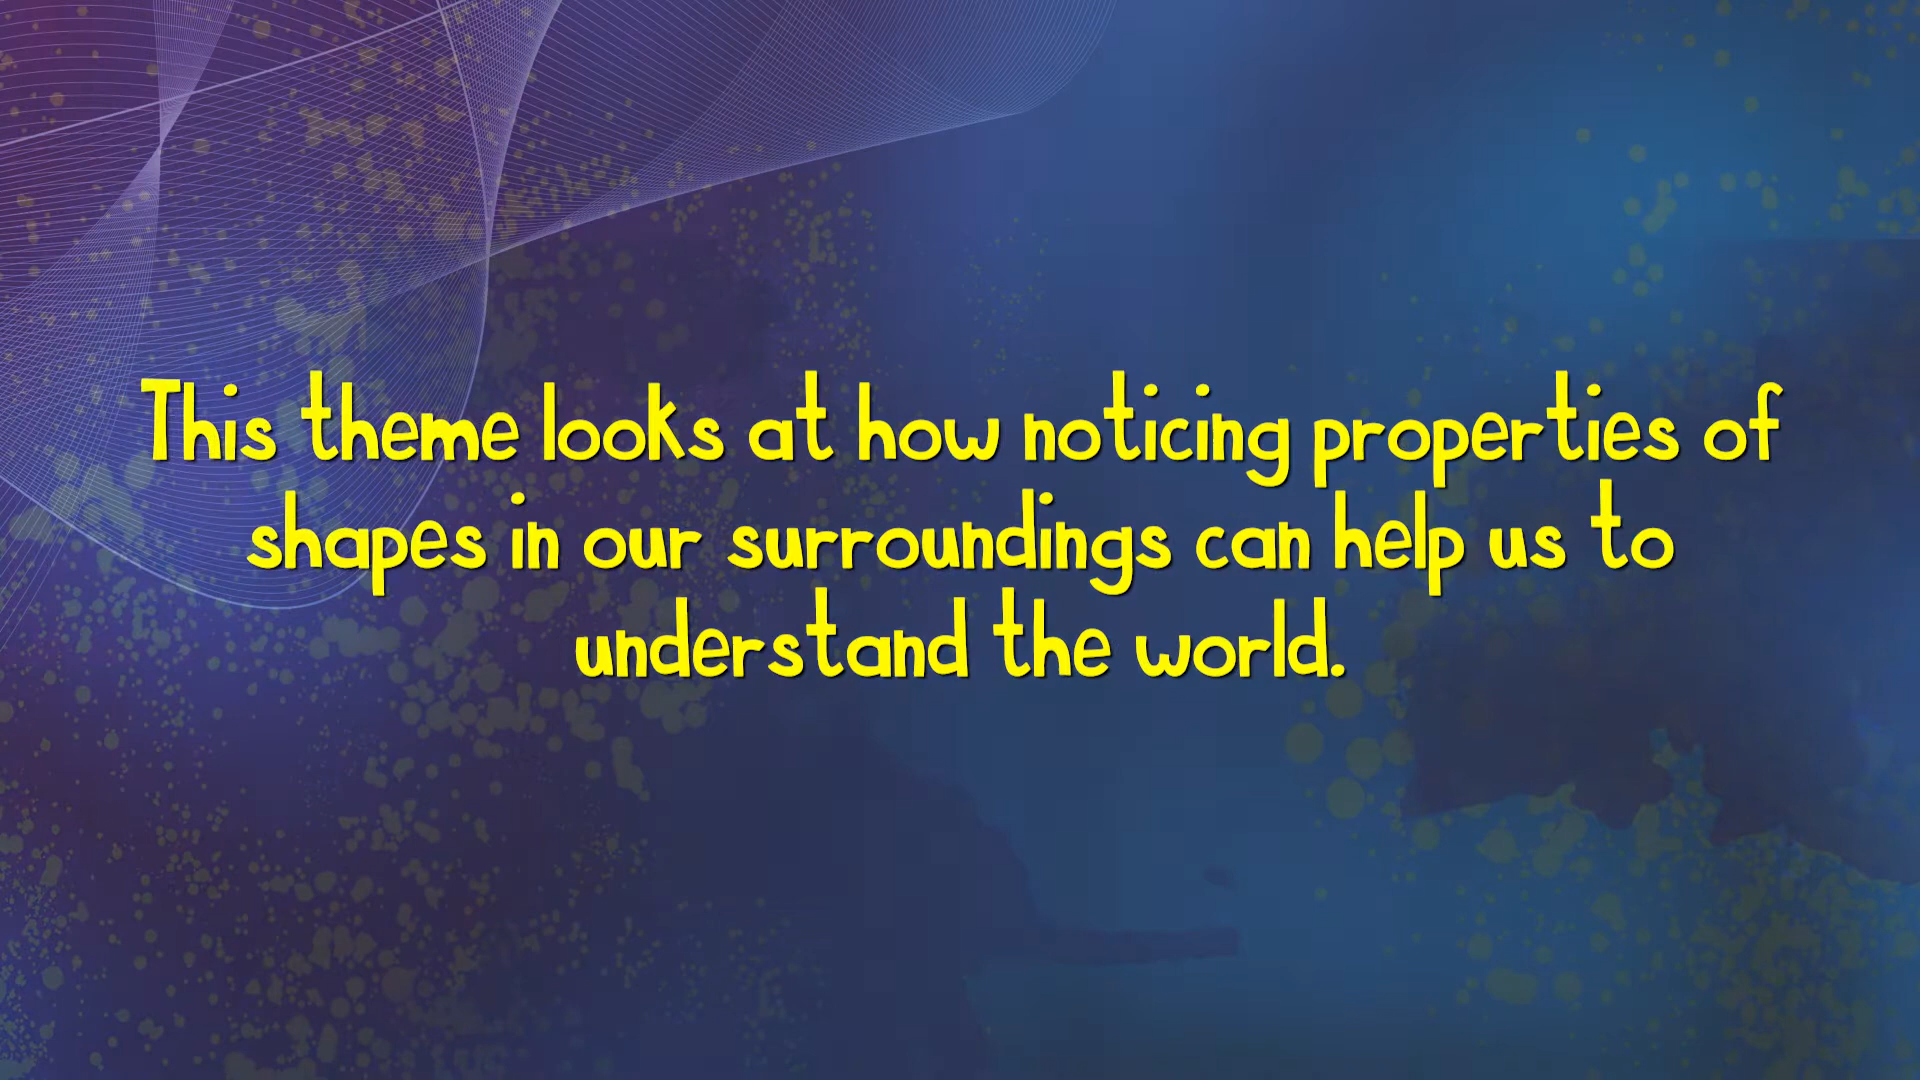 This theme looks at how noticing properties of
shapes in our surroundings can help us to
understand the world.